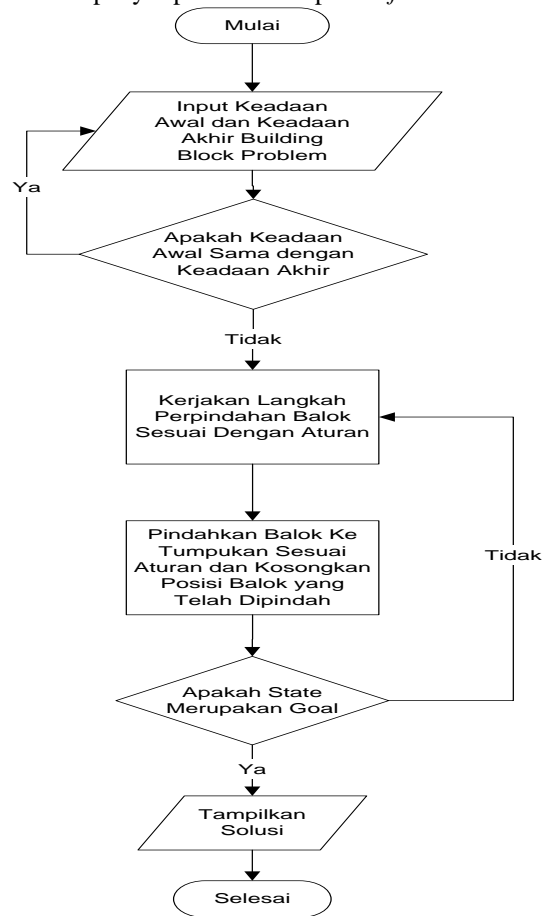 Mulai
Input Keadaan
Awal dan Keadaan
Akhir Building
Block Problem
Ya
Apakah Keadaan
Awal Sama dengan
Keadaan Akhir
Tidak
Kerjakan Langkah
Perpindahan Balok
Sesuai Dengan Aturan
Pindahkan Balok Ke
Tumpukan Sesuai
Aturan dan Kosongkan
Posisi Balok yang
Telah Dipindah
Tidak
Apakah State
Merupakan Goal
Ya
Tampilkan
Solusi
Selesai